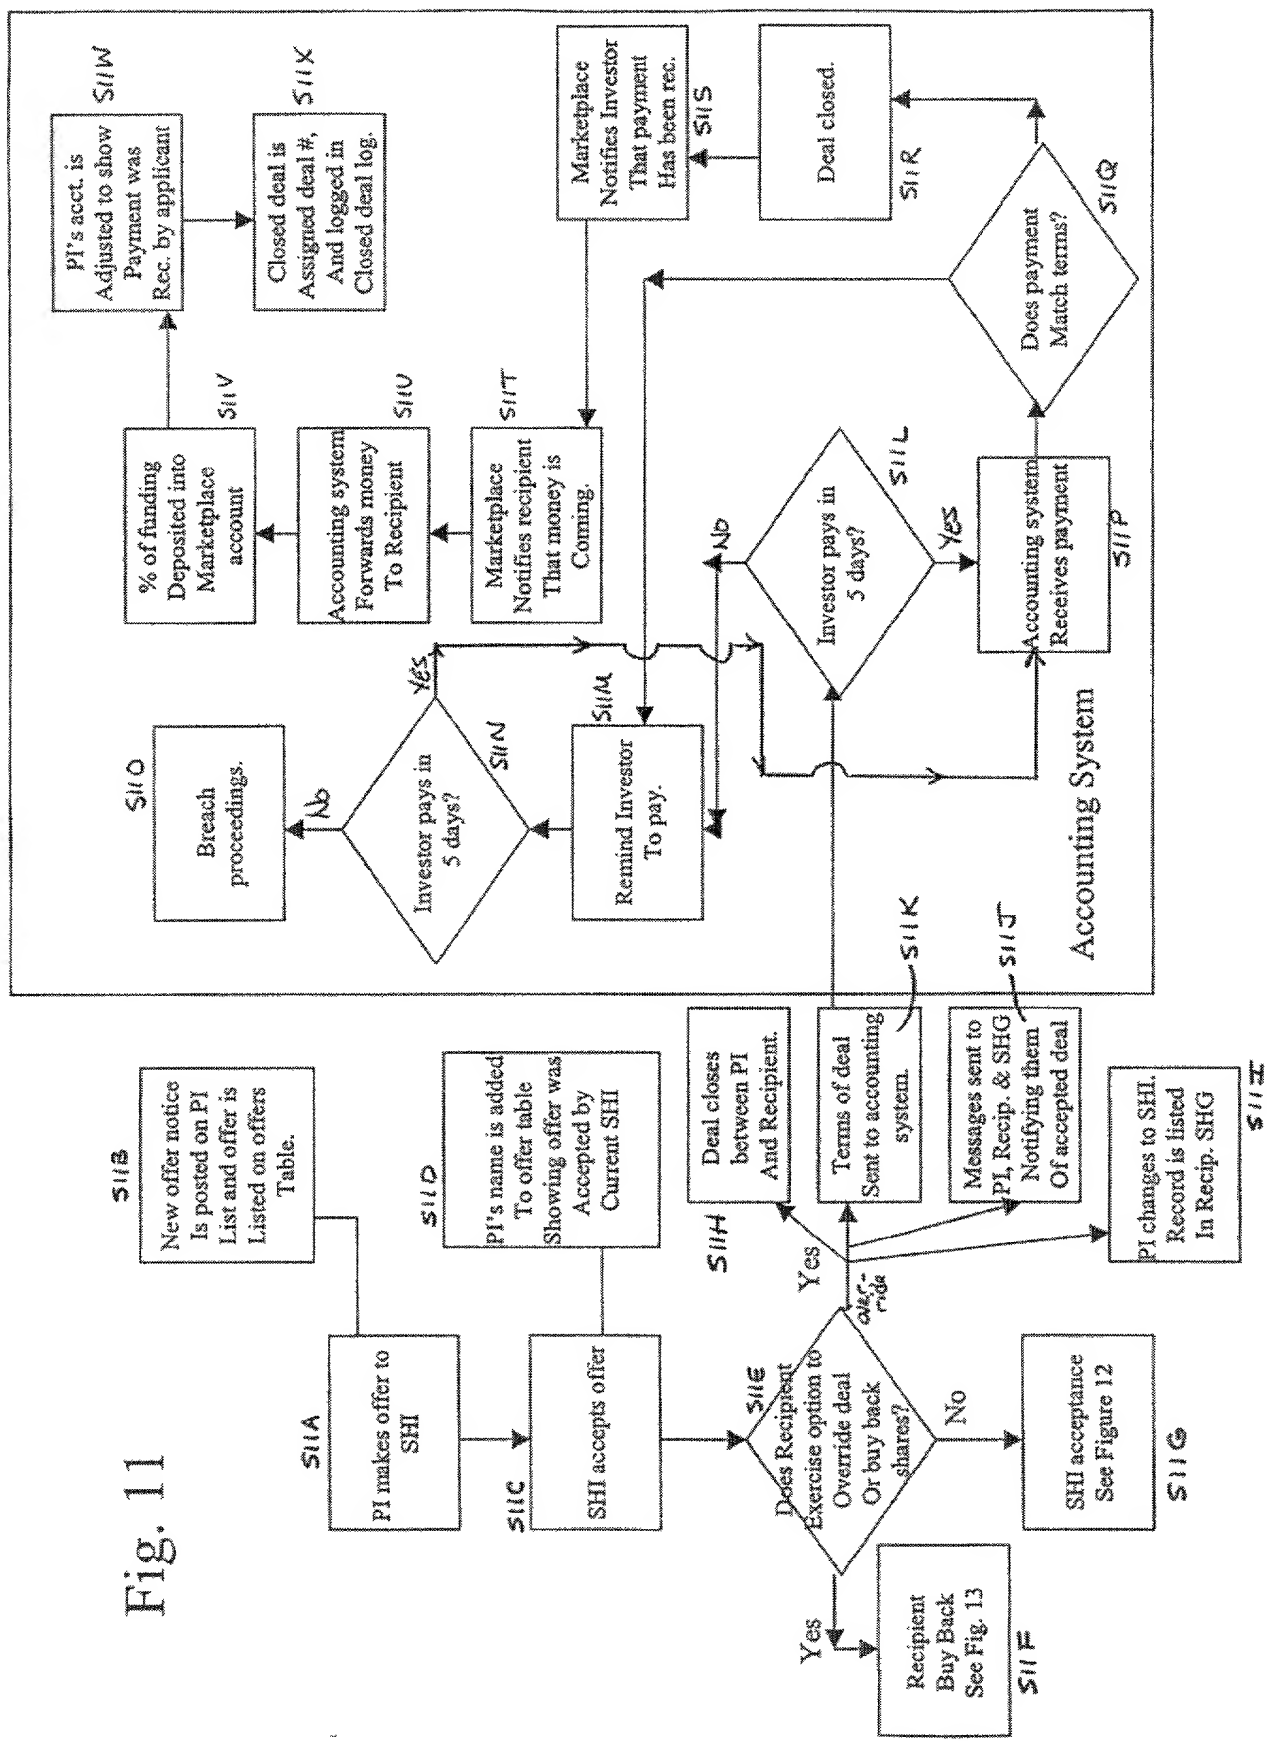 Fig. 11
S11A
PI makes offer to
SHI
S11B
New offer notice
Is posted on PI
List and offer is
Listed on offers
Table.
S11C
SHI accepts offer
S11D
PI's name is added
To offer table
Showing offer was
Accepted by
Current SHI
S11E
Does Recipient
Exercise option to
Override deal
Or buy back
shares?
Yes
Recipient
Buy Back
See Fig. 13
S11F
No
SHI acceptance
See Figure 12
S11G
Yes
over-
ride
S11H
Deal closes
between PI
And Recipient.
Terms of deal
Sent to accounting
system.
S11K
Messages sent to
PI, Recip. & SHG
Notifying them
Of accepted deal
S11J
PI changes to SHI.
Record is listed
In Recip. SHG
S11I
Accounting System
Investor pays in
5 days?
S11L
No
Yes
Remind Investor
To pay.
S11M
Investor pays in
5 days?
S11N
Yes
No
Breach
proceedings.
S11O
Accounting system
Receives payment
S11P
Does payment
Match terms?
S11Q
Deal closed.
S11R
Marketplace
Notifies Investor
That payment
Has been rec.
S11S
Marketplace
Notifies recipient
That money is
Coming.
S11T
Accounting system
Forwards money
To Recipient
S11U
% of funding
Deposited into
Marketplace
account
S11V
PI's acct. is
Adjusted to show
Payment was
Rec. by applicant
S11W
Closed deal is
Assigned deal #,
And logged in
Closed deal log.
S11X